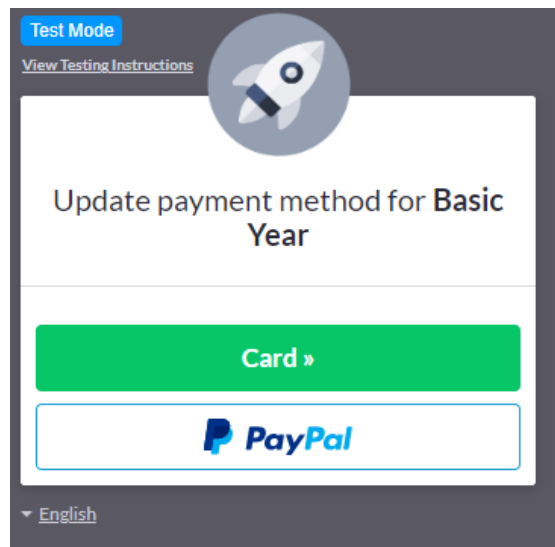 Test Mode
View Testing Instructions
Update payment method for Basic
Year
Card »
PayPal
English